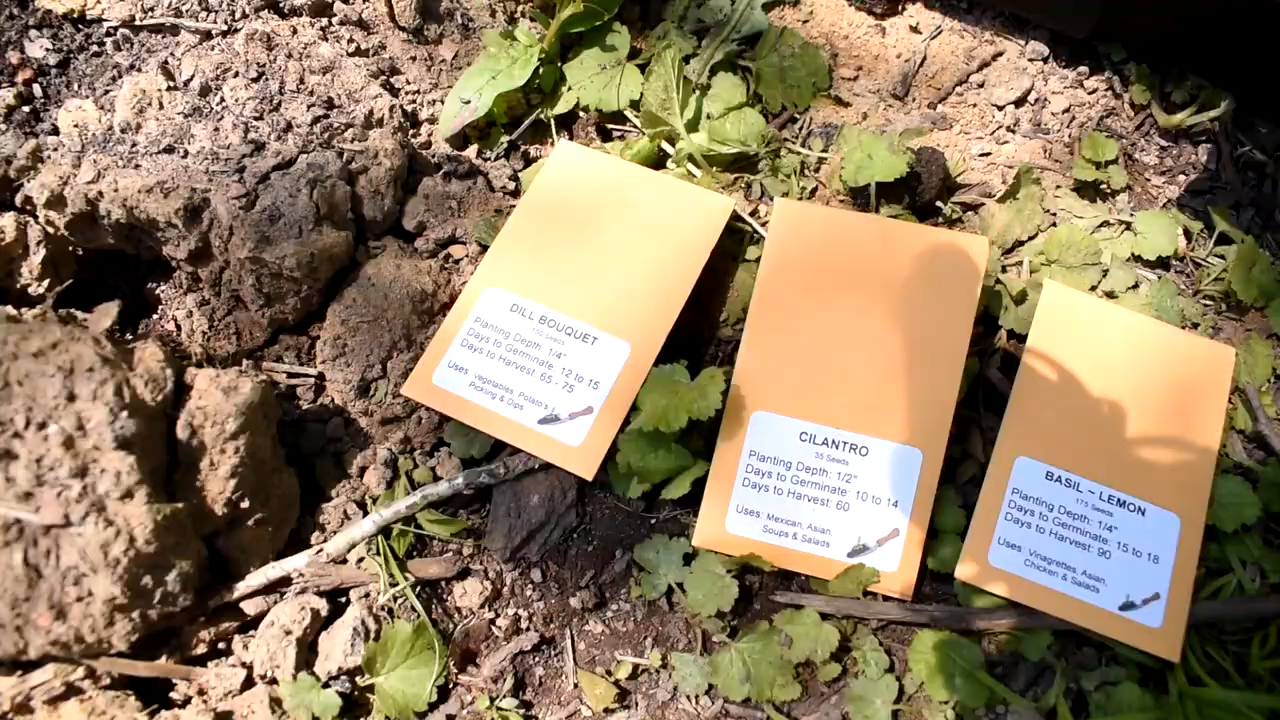 DILL BOUQUET
150 Seeds
Planting Depth: 1/4"
Days to Germinate: 12 to 15
Days to Harvest: 65 - 75
Uses: Vegetables, Potato's
Pickling & Dips
CILANTRO
35 Seeds
Planting Depth: 1/2"
Days to Germinate: 10 to 14
Days to Harvest: 60
Uses: Mexican, Asian,
Soups & Salads
BASIL – LEMON
175 Seeds
Planting Depth: 1/4"
Days to Germinate: 15 to 18
Days to Harvest: 90
Uses: Vinagrettes, Asian,
Chicken & Salads